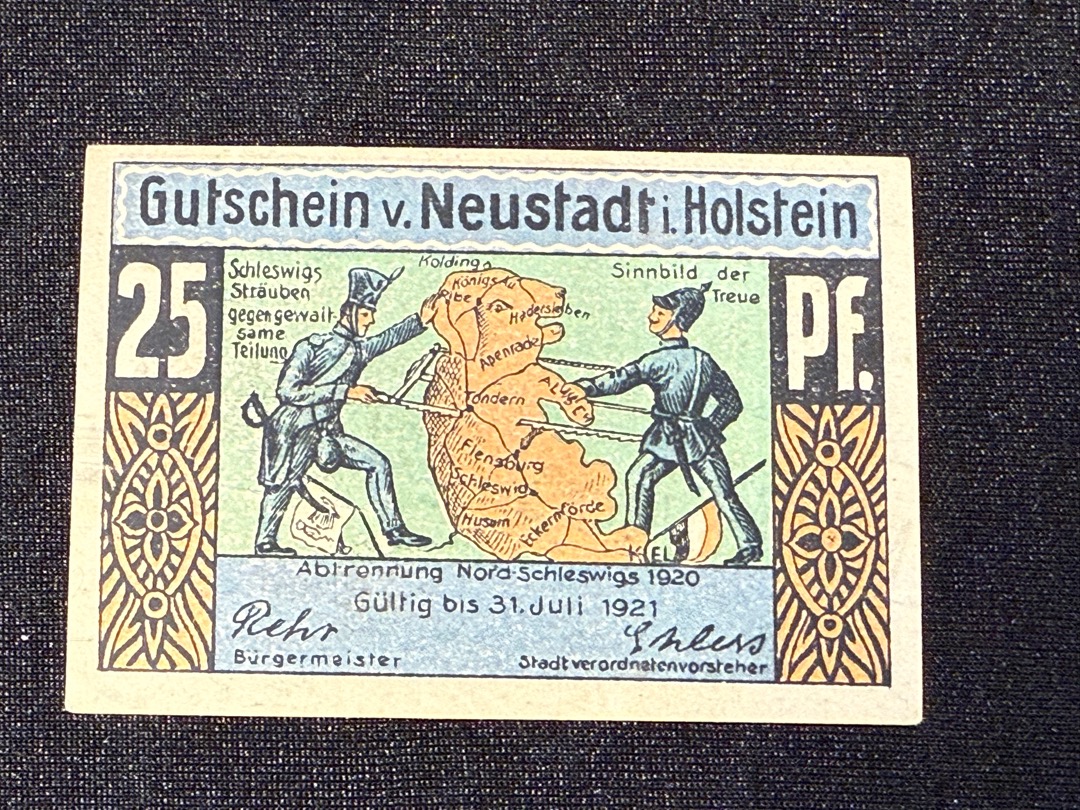 Gutschein v. Neustadt i. Holstein
25
Pf.
Schleswigs
Sträuben
gegen gewalt-
same
Teilung
Sinnbild der
Treue
Kolding
Königsau
Ribe
Hadersleben
Apenrade
Alsen
Tondern
Flensburg
Schleswig
Husum
Eckernförde
KIEL
Abtrennung Nord-Schleswigs 1920
Gültig bis 31. Juli 1921
Rehr
Ehlers
Bürgermeister
Stadtverordnetenvorsteher